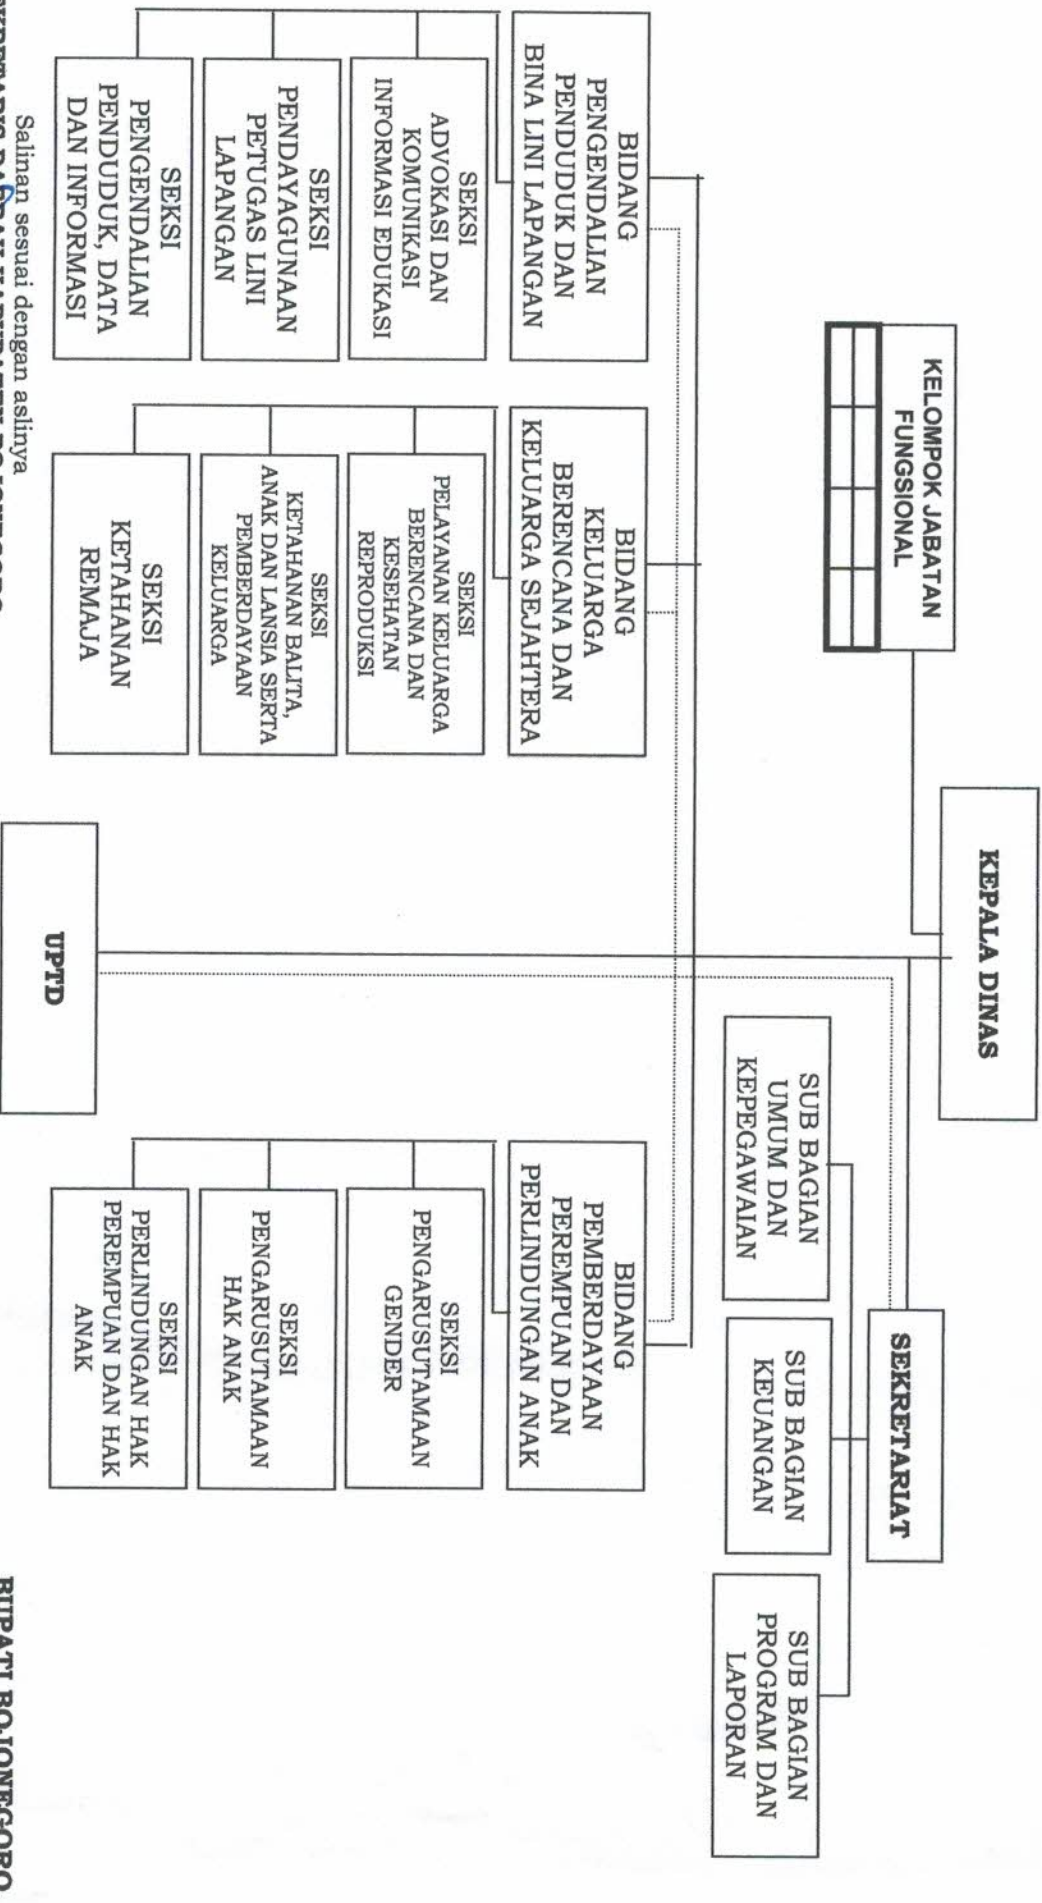 KEPALA DINAS
KELOMPOK JABATAN
FUNGSIONAL
SEKRETARIAT
SUB BAGIAN
UMUM DAN
KEPEGAWAIAN
SUB BAGIAN
KEUANGAN
SUB BAGIAN
PROGRAM DAN
LAPORAN
BIDANG
PENGENDALIAN
PENDUDUK DAN
BINA LINI LAPANGAN
SEKSI
ADVOKASI DAN
KOMUNIKASI
INFORMASI EDUKASI
SEKSI
PENDAYAGUNAAN
PETUGAS LINI
LAPANGAN
SEKSI
PENGENDALIAN
PENDUDUK, DATA
DAN INFORMASI
BIDANG
KELUARGA
BERENCANA DAN
KELUARGA SEJAHTERA
SEKSI
PELAYANAN KELUARGA
BERENCANA DAN
KESEHATAN
REPRODUKSI
SEKSI
KETAHANAN BALITA,
ANAK DAN LANSIA SERTA
PEMBERDAYAAN
KELUARGA
SEKSI
KETAHANAN
REMAJA
BIDANG
PEMBERDAYAAN
PEREMPUAN DAN
PERLINDUNGAN ANAK
SEKSI
PENGARUSUTAMAAN
GENDER
SEKSI
PENGARUSUTAMAAN
HAK ANAK
SEKSI
PERLINDUNGAN HAK
PEREMPUAN DAN HAK
ANAK
UPTD
Salinan sesuai dengan aslinya
BUPATI BOJONEGORO